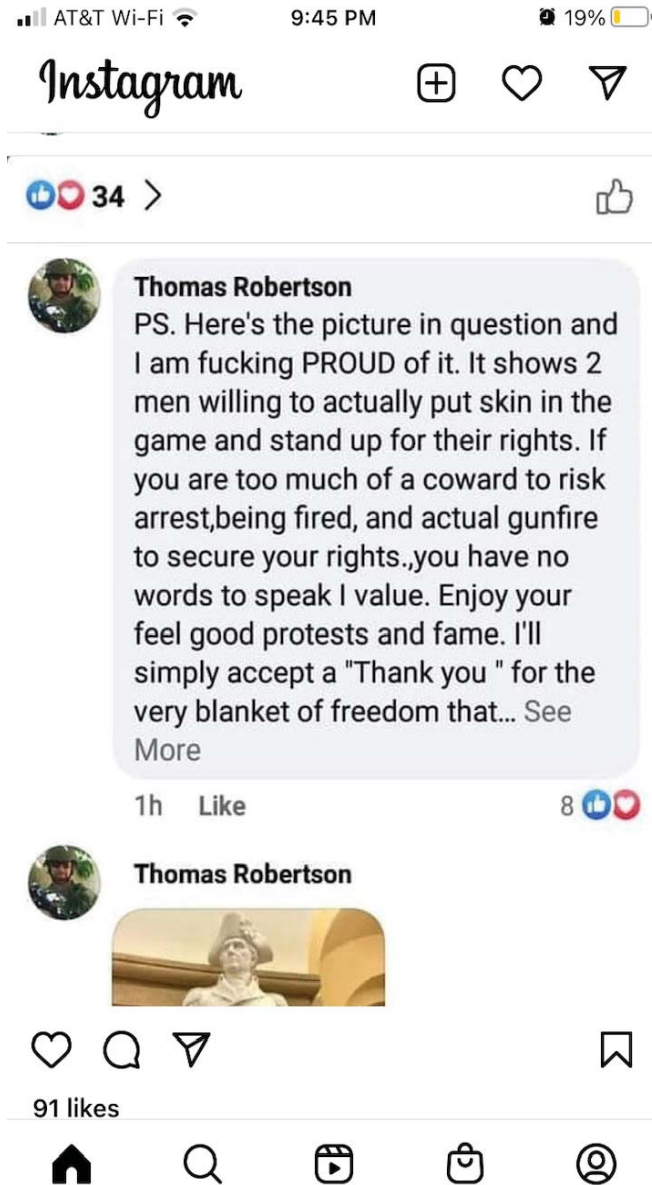 AT&T Wi-Fi 9:45 PM 19%
Instagram
34
Thomas Robertson
PS. Here's the picture in question and
I am fucking PROUD of it. It shows 2
men willing to actually put skin in the
game and stand up for their rights. If
you are too much of a coward to risk
arrest,being fired, and actual gunfire
to secure your rights.,you have no
words to speak I value. Enjoy your
feel good protests and fame. I'll
simply accept a "Thank you " for the
very blanket of freedom that... See
More
1h Like 8
Thomas Robertson
91 likes